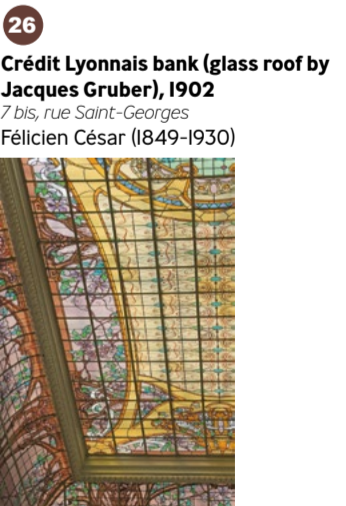 26
Crédit Lyonnais bank (glass roof by
Jacques Gruber), 1902
7 bis, rue Saint-Georges
Félicien César (1849-1930)